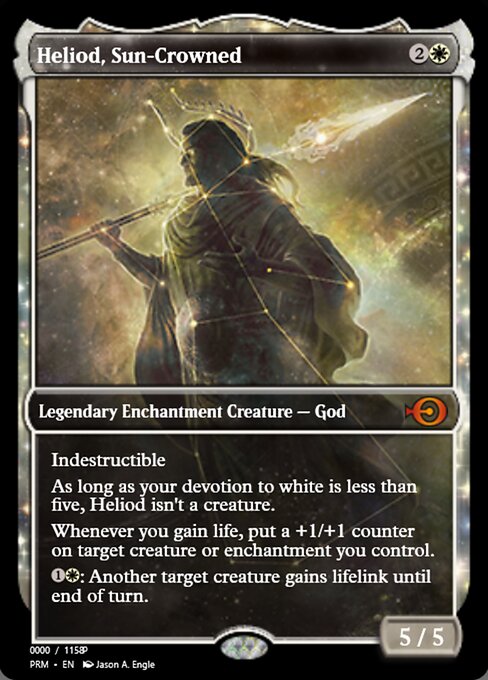 Heliod, Sun-Crowned 2
Legendary Enchantment Creature — God
Indestructible
As long as your devotion to white is less than
five, Heliod isn't a creature.
Whenever you gain life, put a +1/+1 counter
on target creature or enchantment you control.
1: Another target creature gains lifelink until
end of turn.
5/5
0000 / 1158P
PRM • EN Jason A. Engle